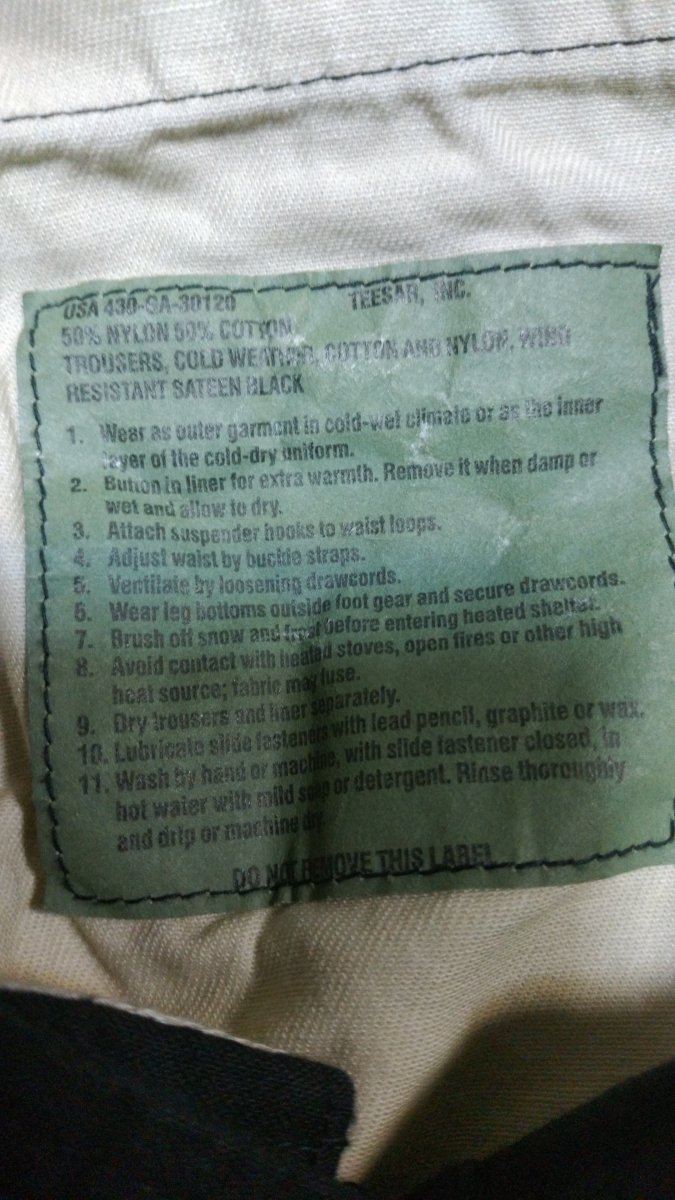 USA 430-GA-30120 TEESAR, INC.
50% NYLON 50% COTTON
TROUSERS, COLD WEATHER, COTTON AND NYLON, WIND
RESISTANT SATEEN BLACK
1. Wear as outer garment in cold-wet climate or as the inner
layer of the cold-dry uniform.
2. Button in liner for extra warmth. Remove it when damp or
wet and allow to dry.
3. Attach suspender hooks to waist loops.
4. Adjust waist by buckle straps.
5. Ventilate by loosening drawcords.
6. Wear leg bottoms outside foot gear and secure drawcords.
7. Brush off snow and frost before entering heated shelter.
8. Avoid contact with heated stoves, open fires or other high
heat source; fabric may fuse.
9. Dry trousers and liner separately.
10. Lubricate slide fasteners with lead pencil, graphite or wax.
11. Wash by hand or machine, with slide fastener closed, in
hot water with mild soap or detergent. Rinse thoroughly
and drip or machine dry.
DO NOT REMOVE THIS LABEL